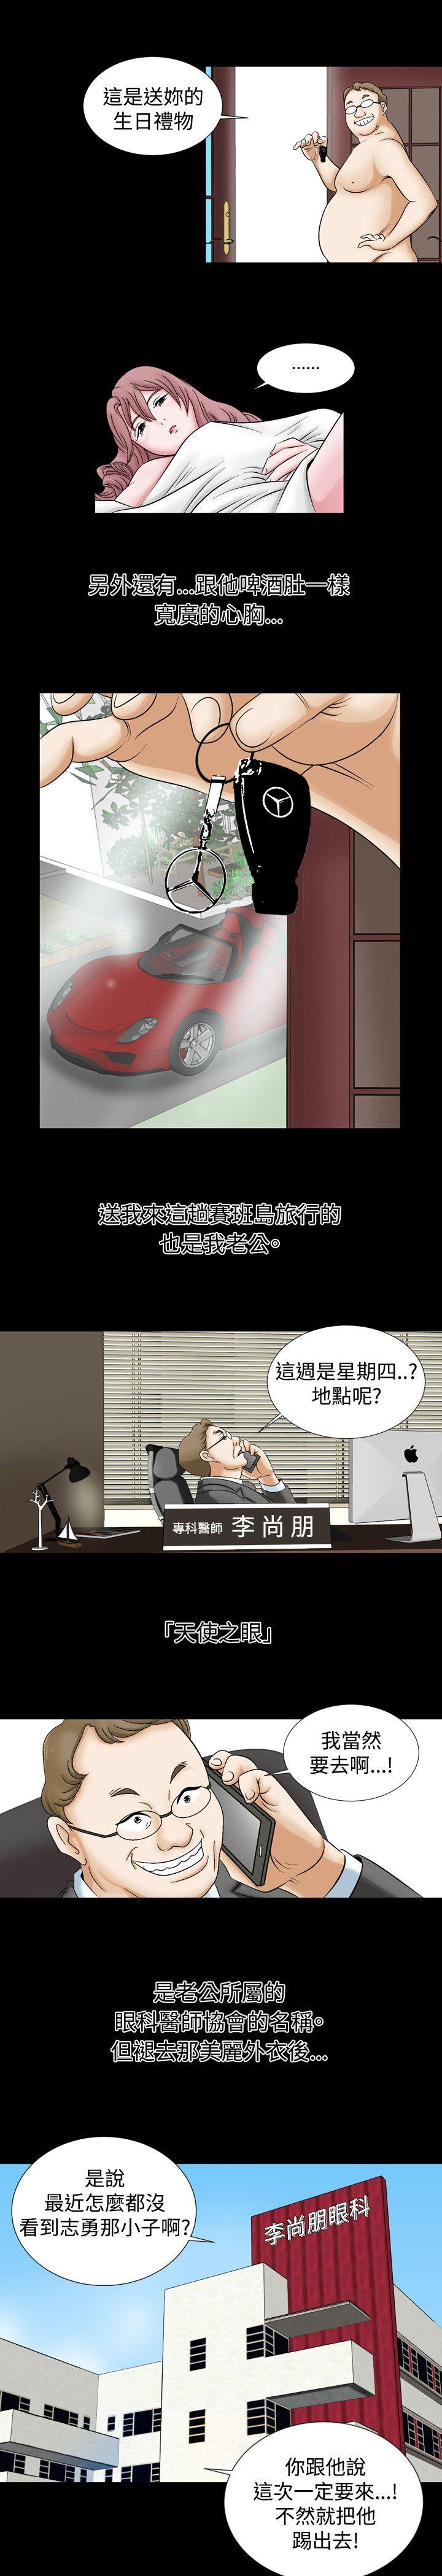 這是送妳的
生日禮物
......
另外還有...跟他啤酒肚一樣
寬廣的心胸...
送我來這趟賽班島旅行的
也是我老公。
這週是星期四..?
地點呢?
專科醫師 李尚朋
「天使之眼」
我當然
要去啊...!
是老公所屬的
眼科醫師協會的名稱。
但褪去那美麗外衣後...
是說
最近怎麼都沒
看到志勇那小子啊?
李尚朋眼科
你跟他說
這次一定要來...!
不然就把他
踢出去!